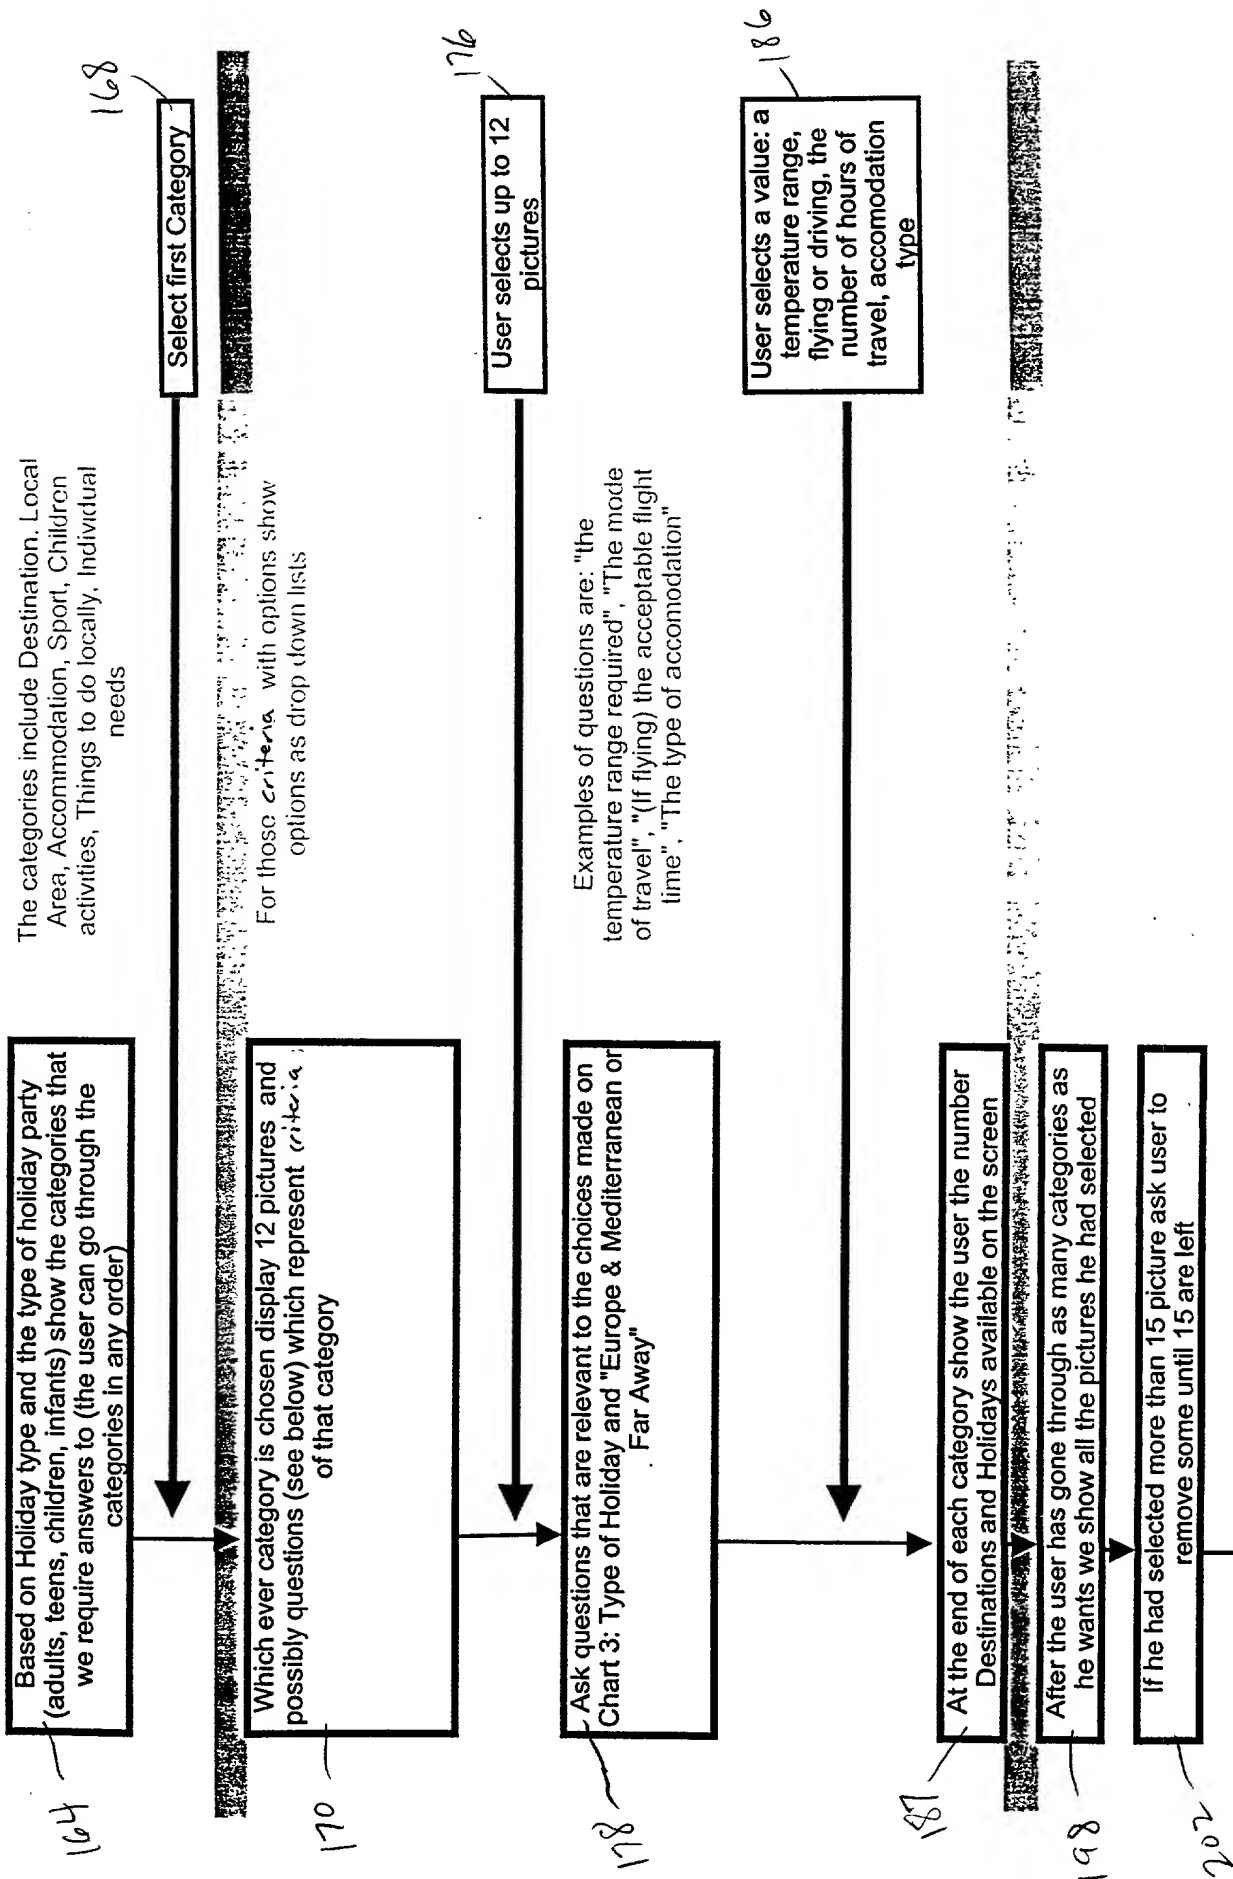 164
Based on Holiday type and the type of holiday party
(adults, teens, children, infants) show the categories that
we require answers to (the user can go through the
categories in any order)
The categories include Destination, Local
Area, Accommodation, Sport, Children
activities, Things to do locally, Individual
needs
168
Select first Category
170
Which ever category is chosen display 12 pictures and
possibly questions (see below) which represent criteria
of that category
For those criteria with options show
options as drop down lists
176
User selects up to 12
pictures
178
Ask questions that are relevant to the choices made on
Chart 3: Type of Holiday and "Europe & Mediterranean or
Far Away"
Examples of questions are: "the
temperature range required", "The mode
of travel", "(If flying) the acceptable flight
time", "The type of accomodation"
186
User selects a value: a
temperature range,
flying or driving, the
number of hours of
travel, accomodation
type
187
At the end of each category show the user the number
Destinations and Holidays available on the screen
198
After the user has gone through as many categories as
he wants we show all the pictures he had selected
202
If he had selected more than 15 picture ask user to
remove some until 15 are left